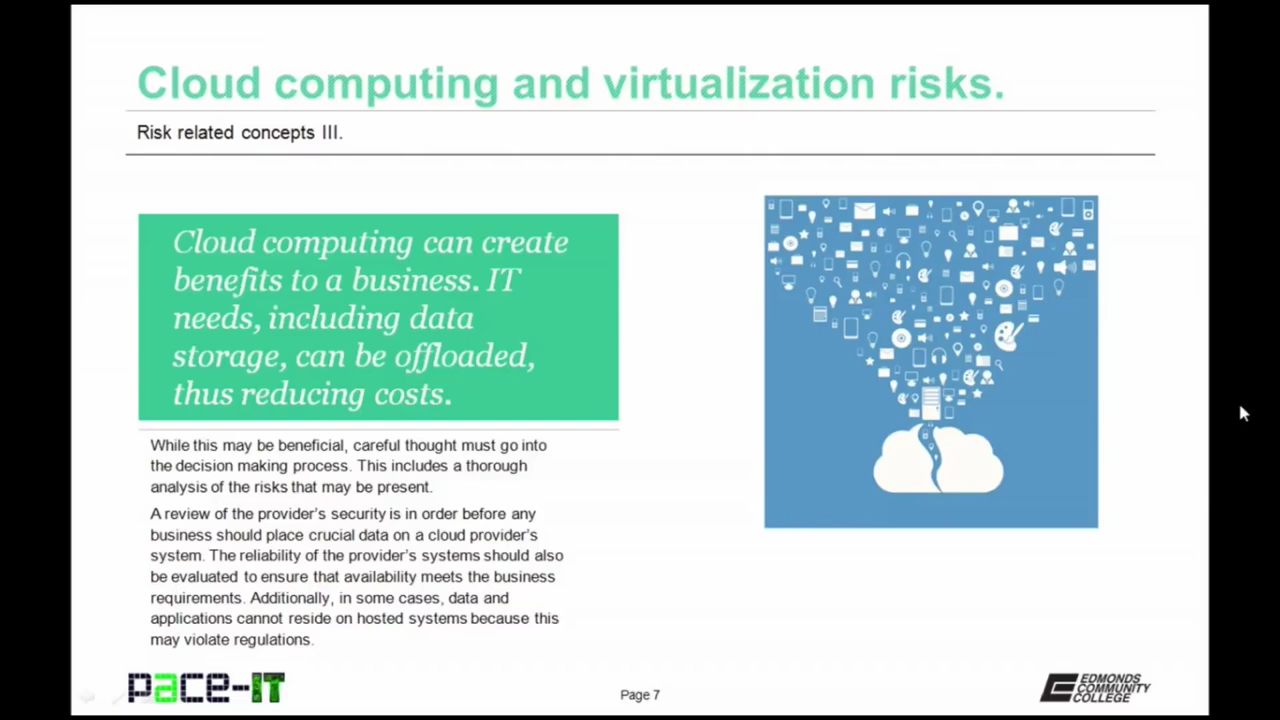 Cloud computing and virtualization risks.
Risk related concepts III.
Cloud computing can create
benefits to a business. IT
needs, including data
storage, can be offloaded,
thus reducing costs.
While this may be beneficial, careful thought must go into
the decision making process. This includes a thorough
analysis of the risks that may be present.
A review of the provider's security is in order before any
business should place crucial data on a cloud provider's
system. The reliability of the provider's systems should also
be evaluated to ensure that availability meets the business
requirements. Additionally, in some cases, data and
applications cannot reside on hosted systems because this
may violate regulations.
pace-IT
Page 7
EDMONDS
COMMUNITY
COLLEGE